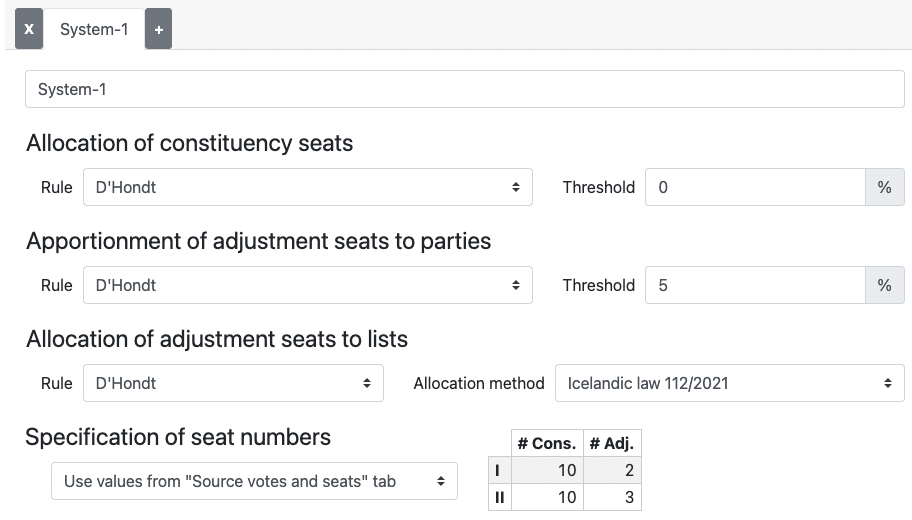 X System-1 +
System-1
Allocation of constituency seats
Rule D'Hondt Threshold 0 %
Apportionment of adjustment seats to parties
Rule D'Hondt Threshold 5 %
Allocation of adjustment seats to lists
Rule D'Hondt Allocation method Icelandic law 112/2021
Specification of seat numbers
Use values from "Source votes and seats" tab
# Cons. # Adj.
I 10 2
II 10 3